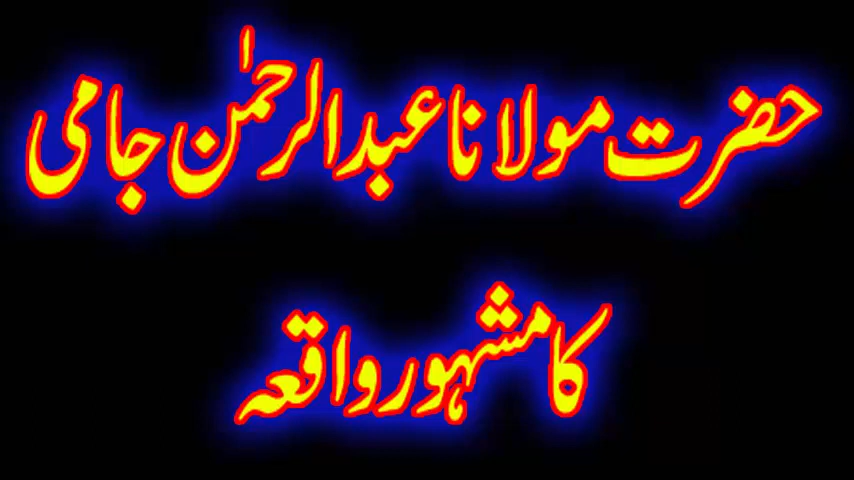 حضرت مولانا عبدالرحمٰن جامی
کا مشہور واقعہ